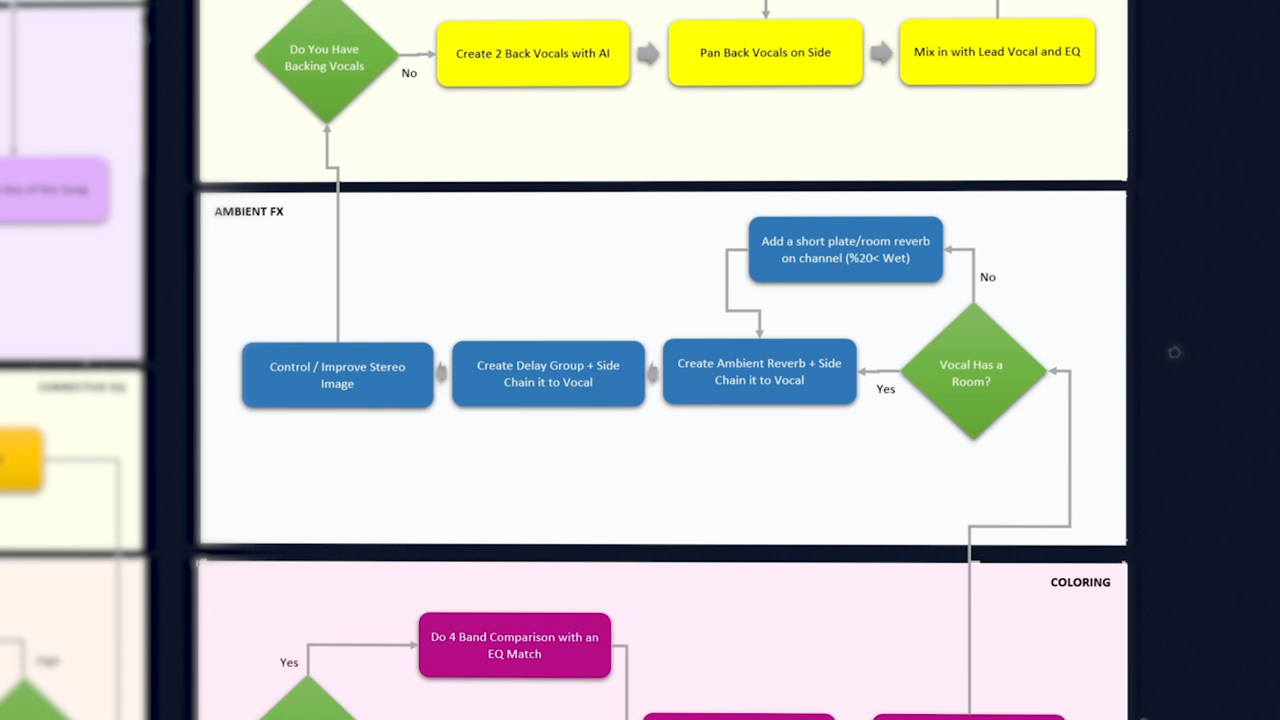 Do You Have
Backing Vocals
No
Create 2 Back Vocals with AI
Pan Back Vocals on Side
Mix in with Lead Vocal and EQ
AMBIENT FX
Add a short plate/room reverb
on channel (%20< Wet)
No
Control / Improve Stereo
Image
Create Delay Group + Side
Chain it to Vocal
Create Ambient Reverb + Side
Chain it to Vocal
Yes
Vocal Has a
Room?
CORRECTIVE EQ
COLORING
Do 4 Band Comparison with an
EQ Match
Yes
High